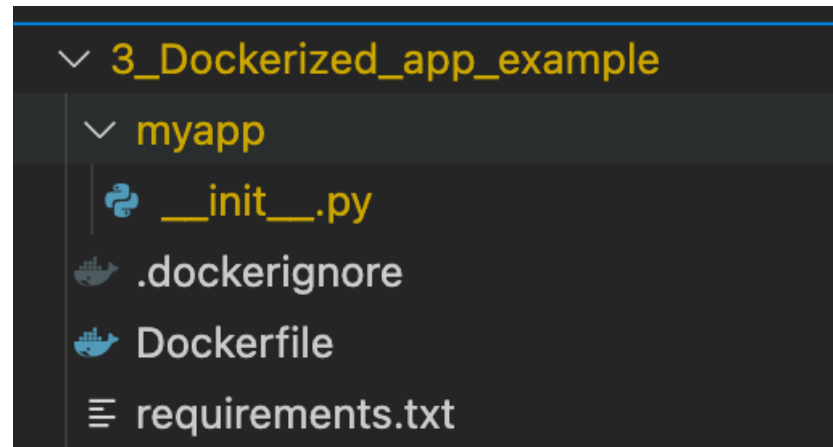 3_Dockerized_app_example
myapp
__init__.py
.dockerignore
Dockerfile
requirements.txt